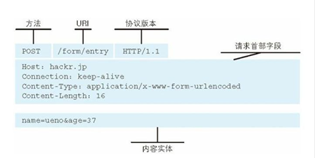 方法 URI 协议版本
POST /form/entry HTTP/1.1
请求首部字段
Host: hackr.jp
Connection: keep-alive
Content-Type: application/x-www-form-urlencoded
Content-Length: 16
name=ueno&age=37
内容实体